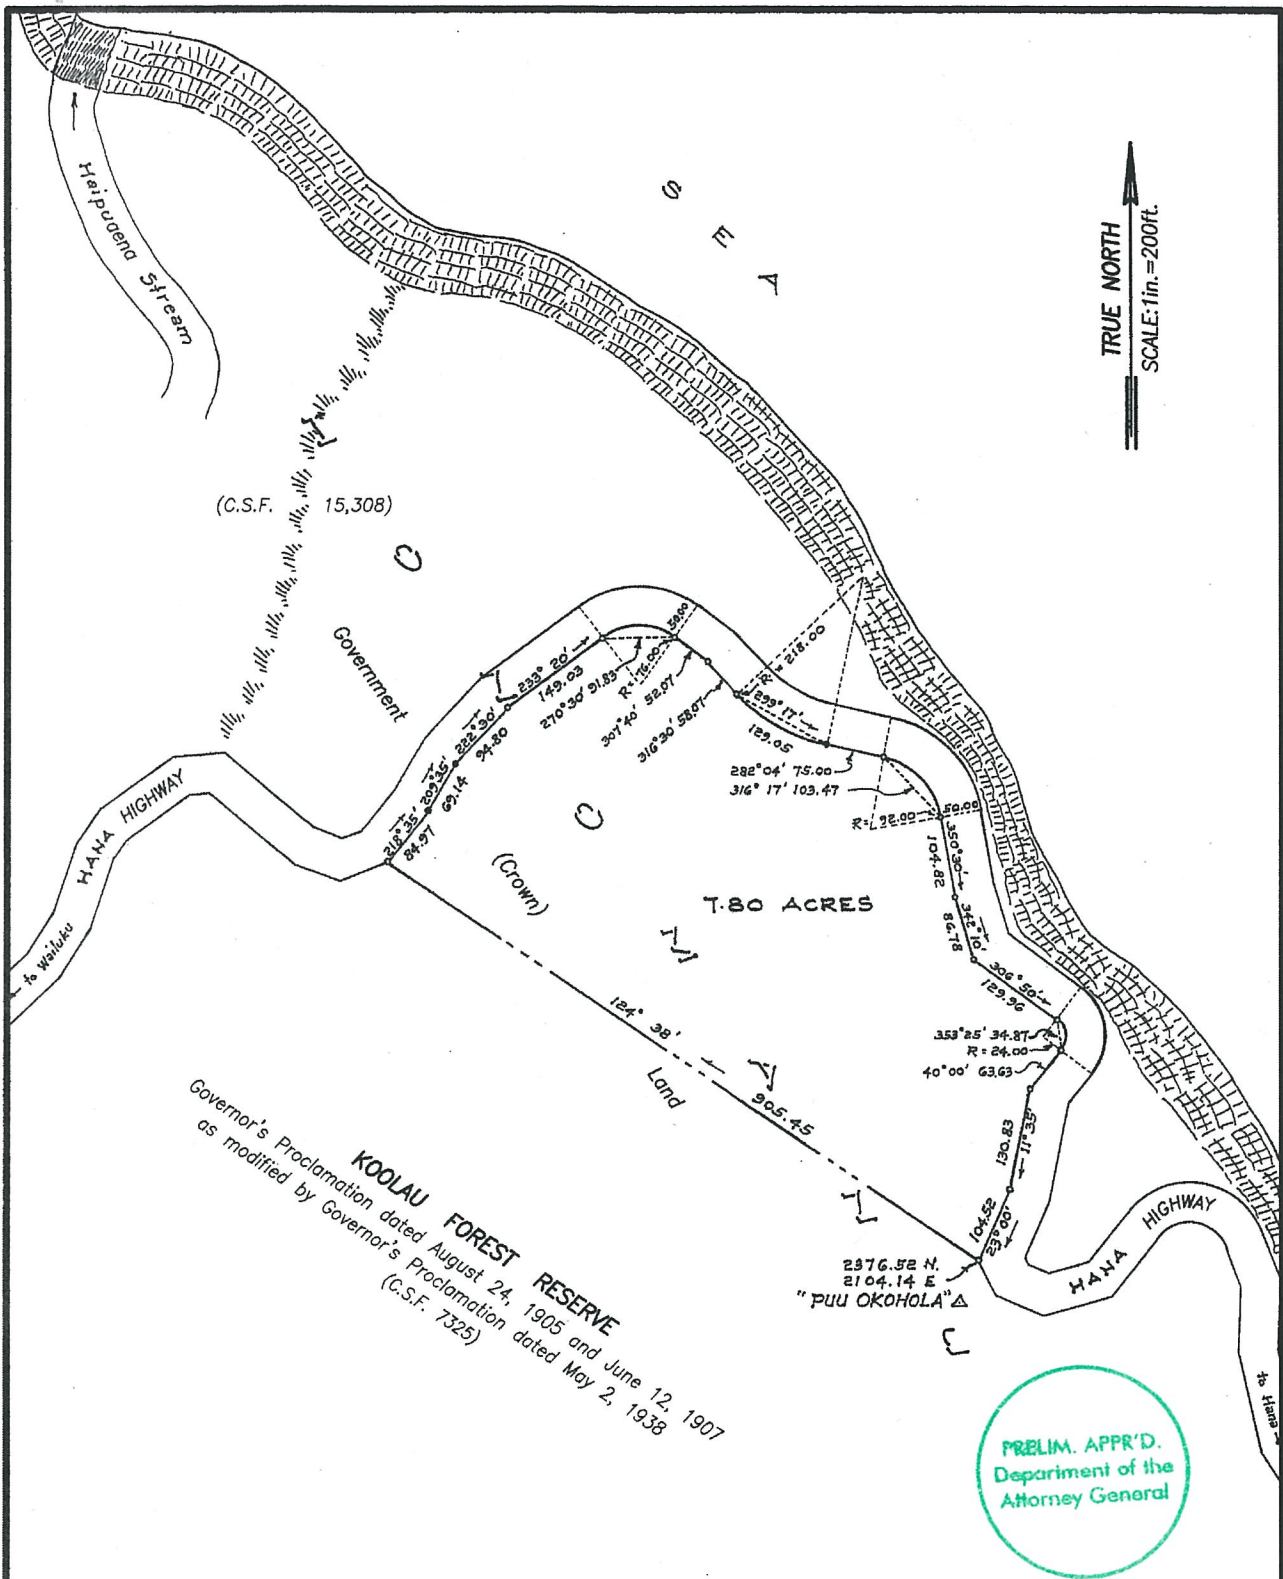 Haipuaena Stream
S E A
TRUE NORTH
SCALE:1in.=200ft.
(C.S.F. 15,308)
Government
(Crown)
Land
HANA HIGHWAY
to Wailuku
218° 35'
84.97
209° 35'
69.14
222° 30'
94.80
233° 20'
149.03
270° 30' 91.83
R= 76.00
50.00
307° 40' 52.07
316° 30' 58.07
R = 218.00
299° 17'
129.05
282° 04' 75.00
316° 17' 103.47
R= 92.00
50.00
350° 30'
104.82
342° 10'
86.78
306° 50'
129.96
353° 25' 34.87
R = 24.00
40° 00' 63.63
11° 35'
130.83
23° 00'
104.52
7.80 ACRES
124° 38'
905.45
2376.52 N.
2104.14 E
"PUU OKOHOLA"
HANA HIGHWAY
to Hana
KOOLAU FOREST RESERVE
Governor's Proclamation dated August 24, 1905 and June 12, 1907
as modified by Governor's Proclamation dated May 2, 1938
(C.S.F. 7325)
PRELIM. APPR'D.
Department of the
Attorney General